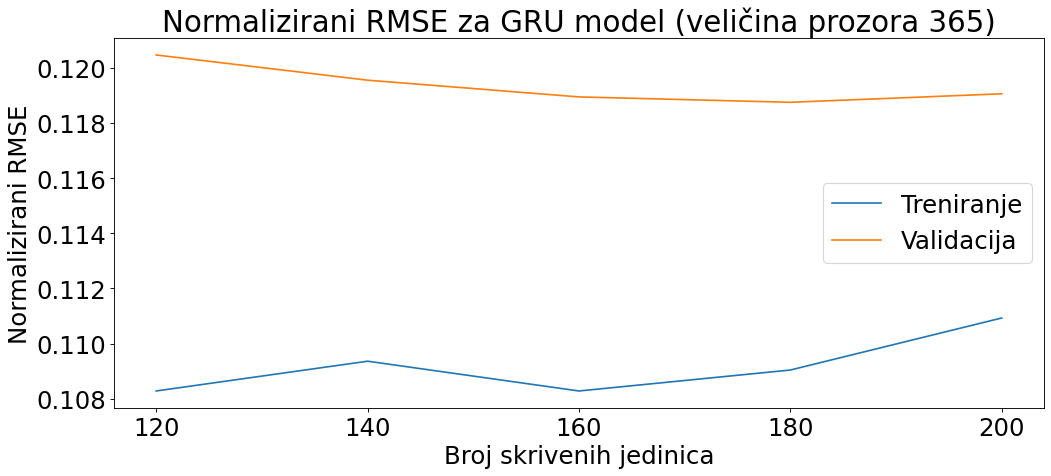 Normalizirani RMSE za GRU model (veličina prozora 365)
Normalizirani RMSE
0.120
0.118
0.116
0.114
0.112
0.110
0.108
Treniranje
Validacija
120 140 160 180 200
Broj skrivenih jedinica